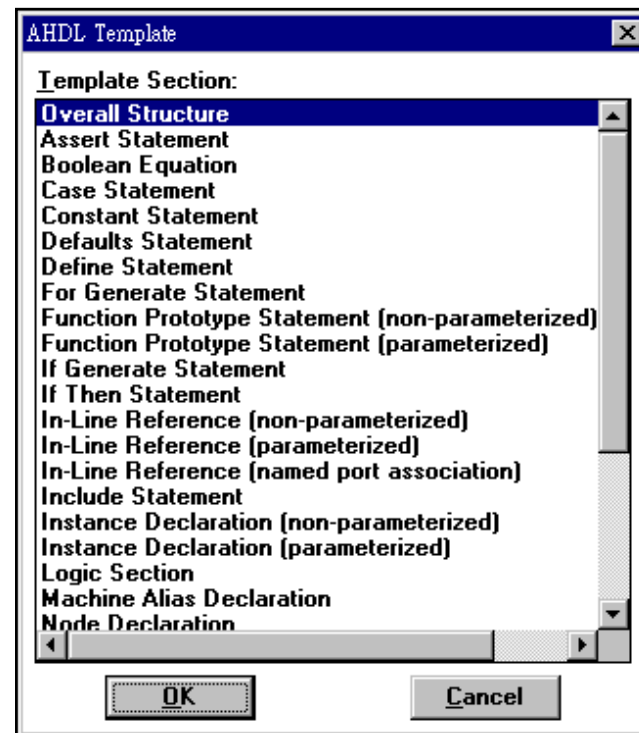 AHDL Template
Template Section:
Overall Structure
Assert Statement
Boolean Equation
Case Statement
Constant Statement
Defaults Statement
Define Statement
For Generate Statement
Function Prototype Statement (non-parameterized)
Function Prototype Statement (parameterized)
If Generate Statement
If Then Statement
In-Line Reference (non-parameterized)
In-Line Reference (parameterized)
In-Line Reference (named port association)
Include Statement
Instance Declaration (non-parameterized)
Instance Declaration (parameterized)
Logic Section
Machine Alias Declaration
Node Declaration
OK
Cancel